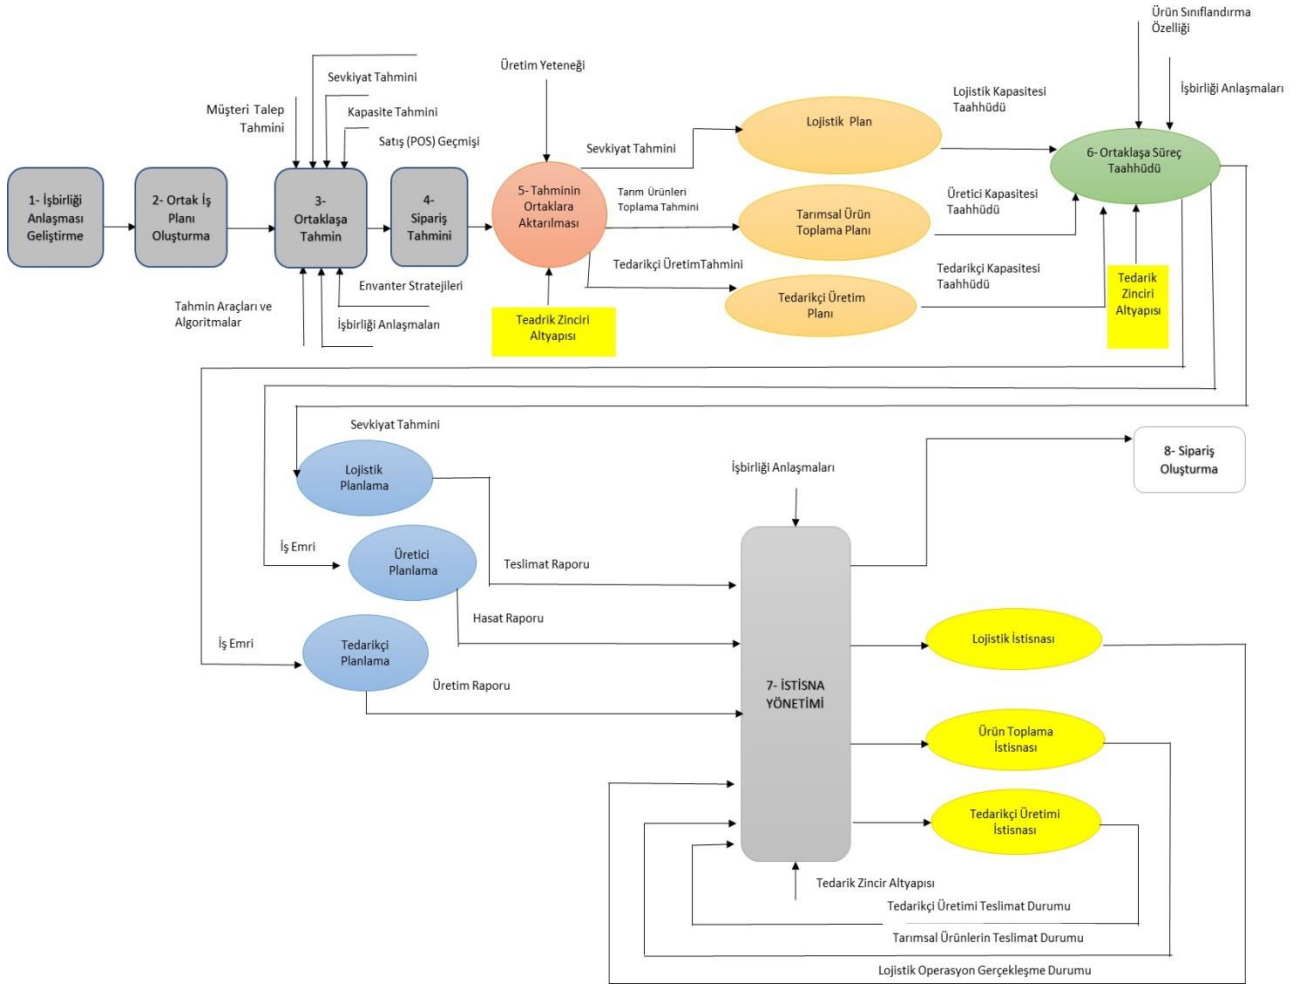 Ürün Sınıflandırma
Özelliği
Sevkiyat Tahmini
Üretim Yeteneği
İşbirliği Anlaşmaları
Müşteri Talep
Tahmini
Kapasite Tahmini
Satış (POS) Geçmişi
Lojistik Kapasitesi
Taahhüdü
Lojistik Plan
Sevkiyat Tahmini
6- Ortaklaşa Süreç
Taahhüdü
1- İşbirliği
Anlaşması
Geliştirme
2- Ortak İş
Planı
Oluşturma
3-
Ortaklaşa
Tahmin
4-
Sipariş
Tahmini
5- Tahminin
Ortaklara
Aktarılması
Tarım Ürünleri
Toplama Tahmini
Tarımsal Ürün
Toplama Planı
Üretici Kapasitesi
Taahhüdü
Tedarikçi ÜretimTahmini
Tedarikçi Üretim
Planı
Tedarikçi Kapasitesi
Taahhüdü
Tedarik
Zinciri
Altyapısı
Envanter Stratejileri
Tahmin Araçları ve
Algoritmalar
İşbirliği Anlaşmaları
Teadrik Zinciri
Altyapısı
Sevkiyat Tahmini
Lojistik
Planlama
İşbirliği Anlaşmaları
8- Sipariş
Oluşturma
İş Emri
Üretici
Planlama
Teslimat Raporu
Hasat Raporu
İş Emri
Tedarikçi
Planlama
Üretim Raporu
7- İSTİSNA
YÖNETİMİ
Lojistik İstisnası
Ürün Toplama
İstisnası
Tedarikçi Üretimi
İstisnası
Tedarik Zincir Altyapısı
Tedarikçi Üretimi Teslimat Durumu
Tarımsal Ürünlerin Teslimat Durumu
Lojistik Operasyon Gerçekleşme Durumu